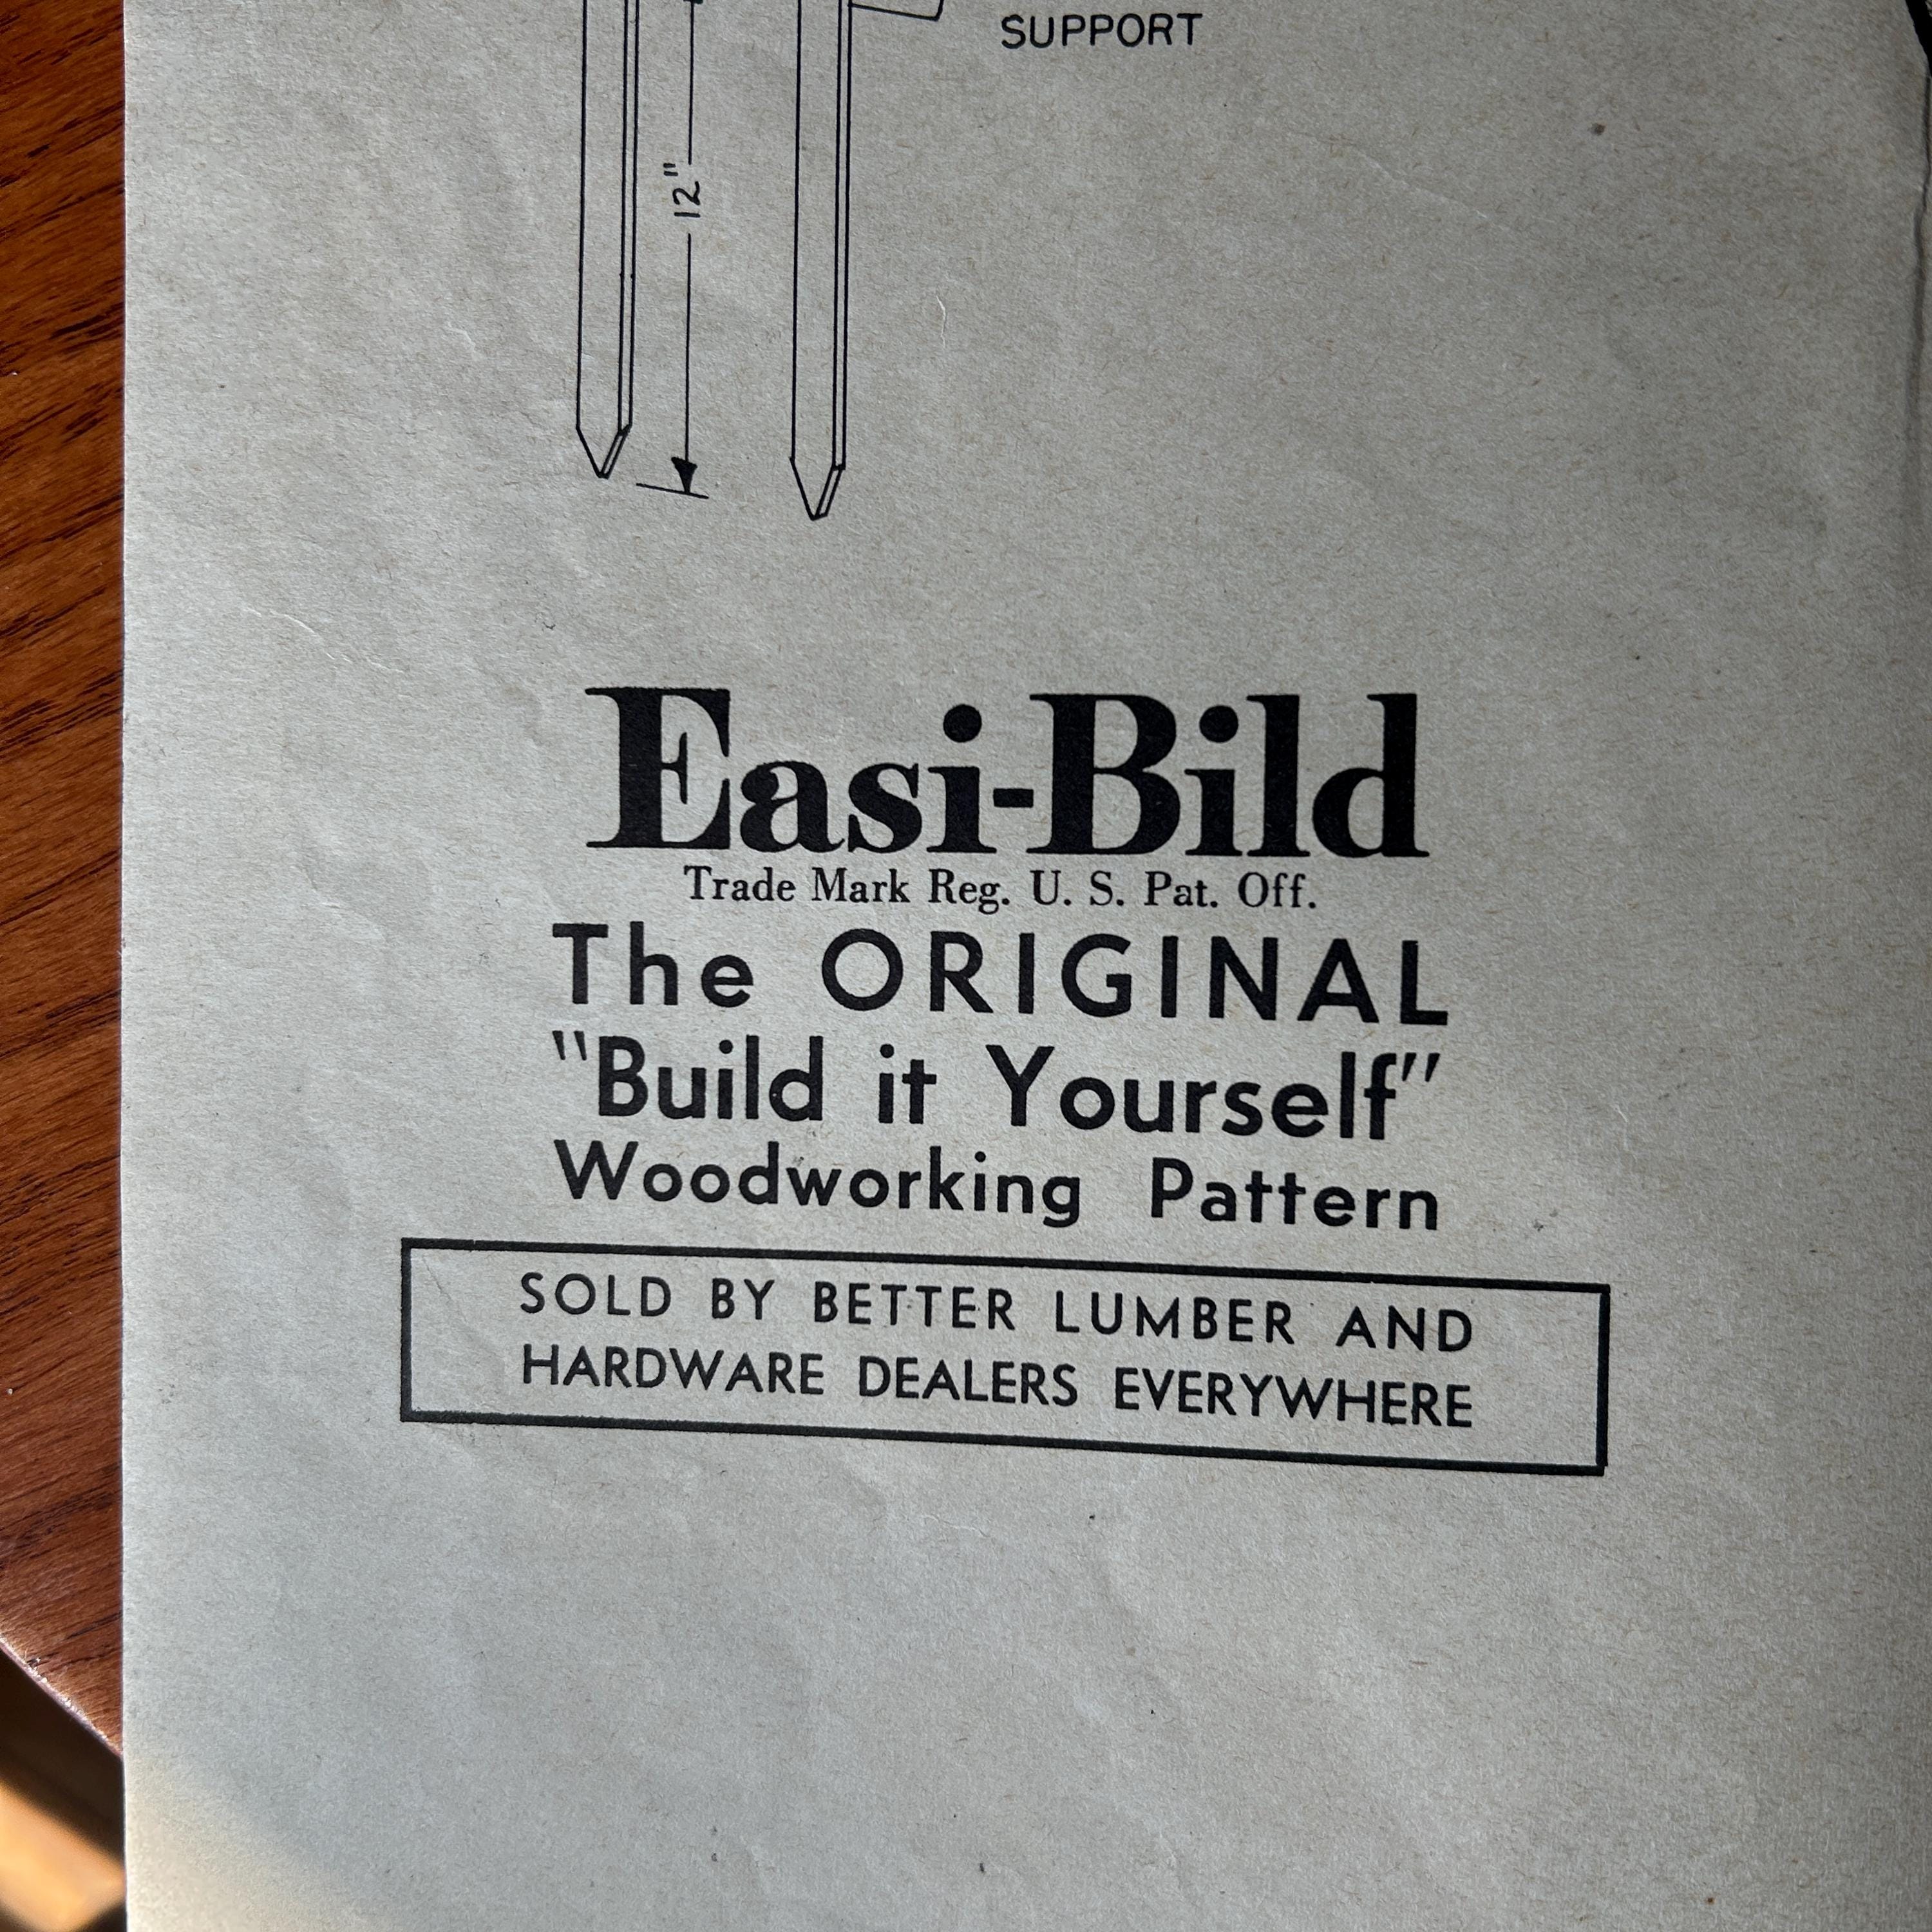 SUPPORT
12"
Easi-Bild
Trade Mark Reg. U. S. Pat. Off.
The ORIGINAL
"Build it Yourself"
Woodworking Pattern
SOLD BY BETTER LUMBER AND
HARDWARE DEALERS EVERYWHERE